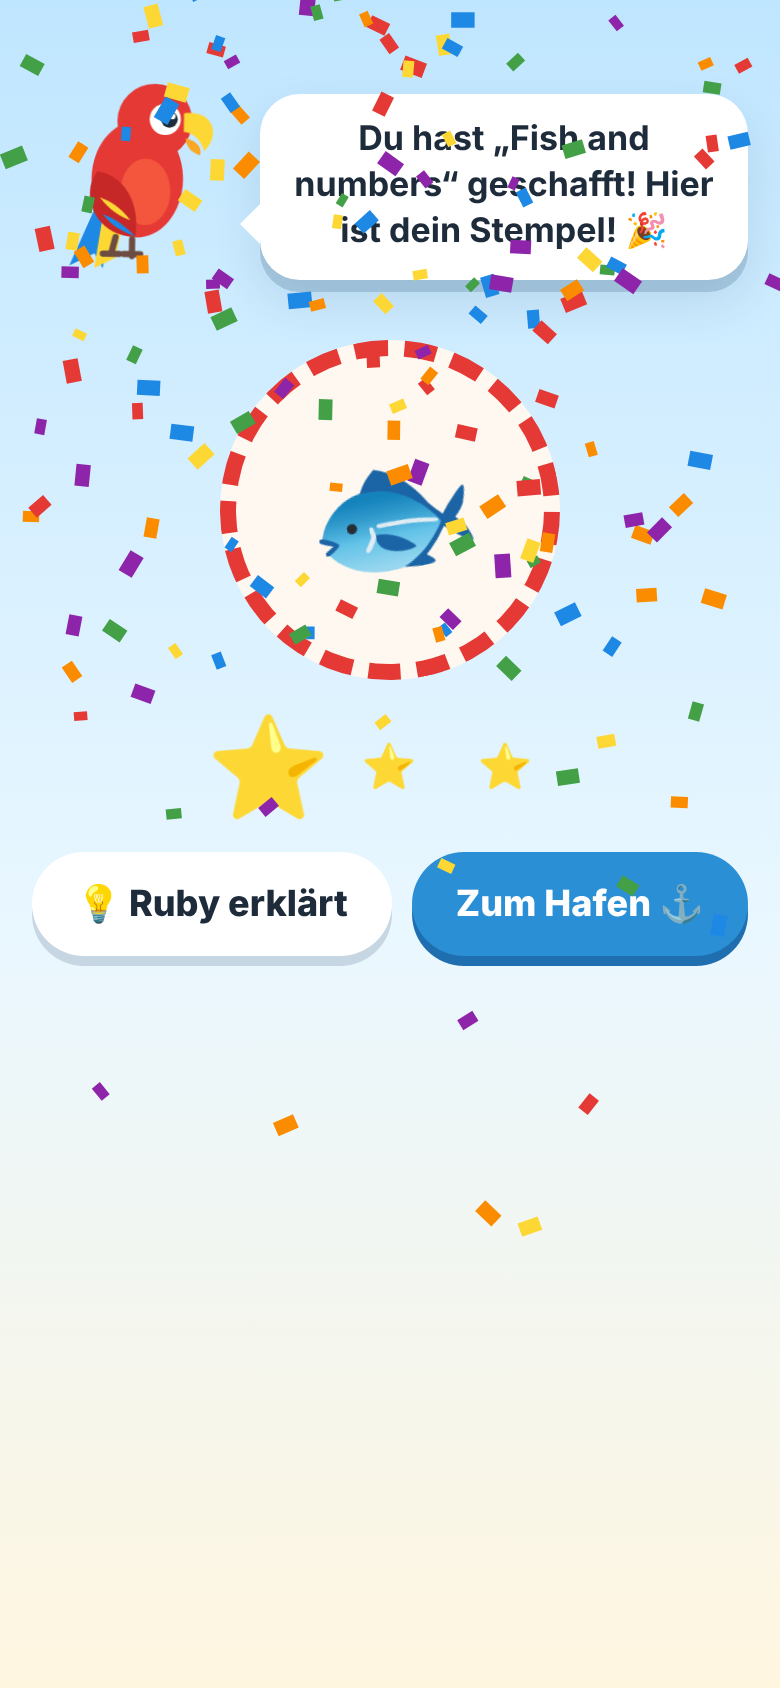 Du hast „Fish and
numbers“ geschafft! Hier
ist dein Stempel! 🎉
💡 Ruby erklärt
Zum Hafen ⚓